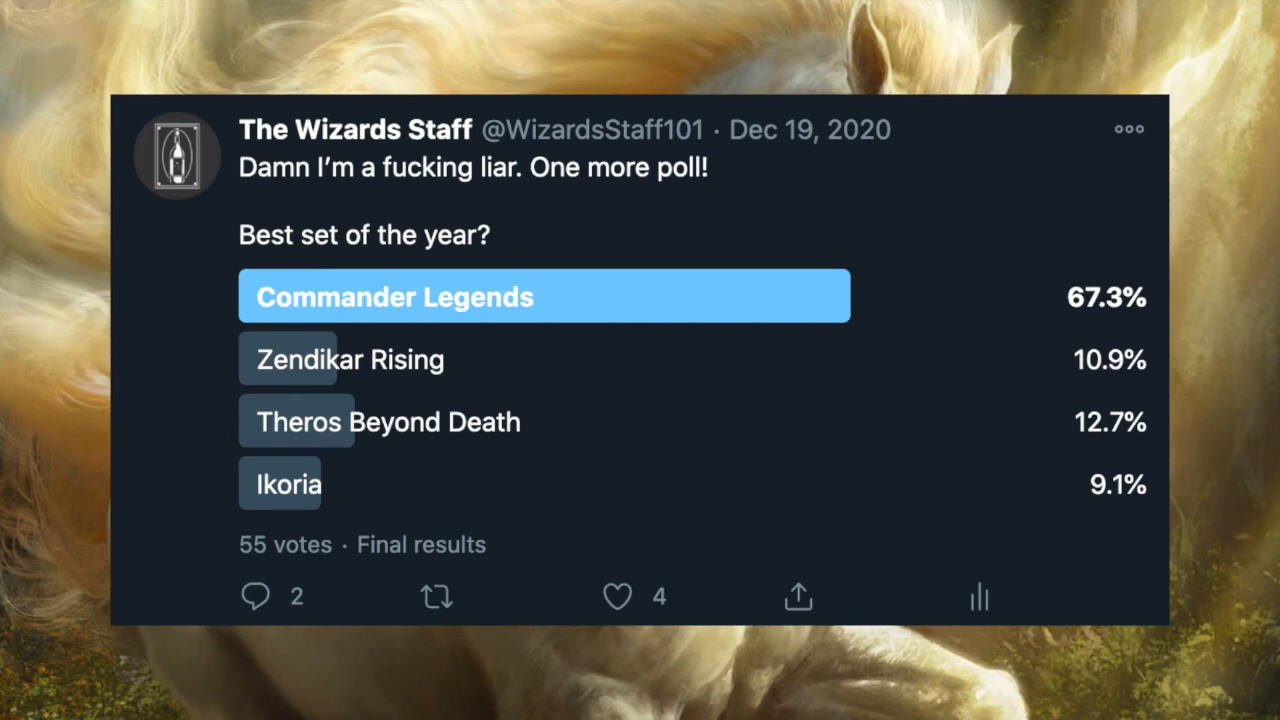 The Wizards Staff @WizardsStaff101 · Dec 19, 2020
Damn I’m a fucking liar. One more poll!
Best set of the year?
Commander Legends 67.3%
Zendikar Rising 10.9%
Theros Beyond Death 12.7%
Ikoria 9.1%
55 votes · Final results
2 4